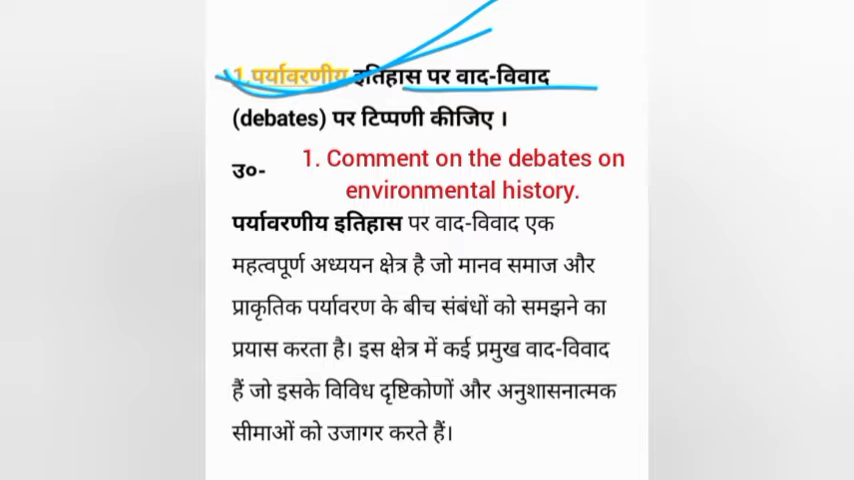 1.पर्यावरणीय इतिहास पर वाद-विवाद
(debates) पर टिप्पणी कीजिए ।
उ०-
1. Comment on the debates on
environmental history.
पर्यावरणीय इतिहास पर वाद-विवाद एक
महत्वपूर्ण अध्ययन क्षेत्र है जो मानव समाज और
प्राकृतिक पर्यावरण के बीच संबंधों को समझने का
प्रयास करता है। इस क्षेत्र में कई प्रमुख वाद-विवाद
हैं जो इसके विविध दृष्टिकोणों और अनुशासनात्मक
सीमाओं को उजागर करते हैं।